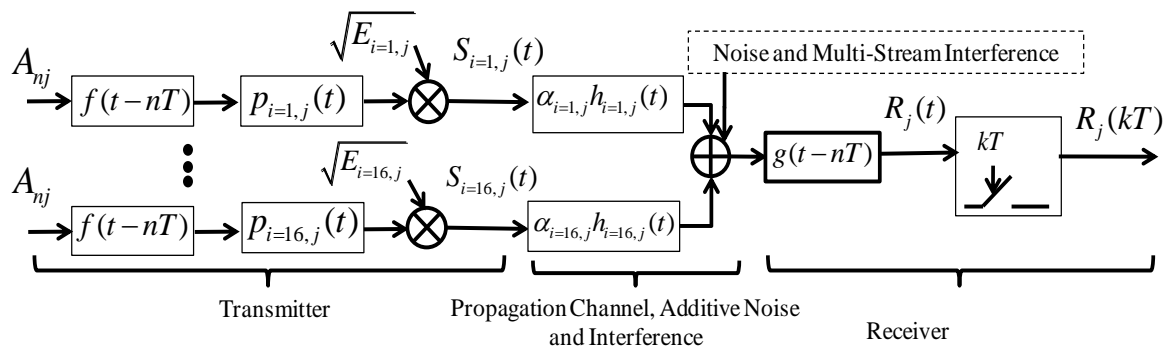 A_{nj}
f(t-nT)
p_{i=1,j}(t)
\sqrt{E_{i=1,j}}
S_{i=1,j}(t)
α_{i=1,j}h_{i=1,j}(t)
Noise and Multi-Stream Interference
g(t-nT)
R_j(t)
kT
R_j(kT)
A_{nj}
f(t-nT)
p_{i=16,j}(t)
\sqrt{E_{i=16,j}}
S_{i=16,j}(t)
α_{i=16,j}h_{i=16,j}(t)
Transmitter
Propagation Channel, Additive Noise
and Interference
Receiver